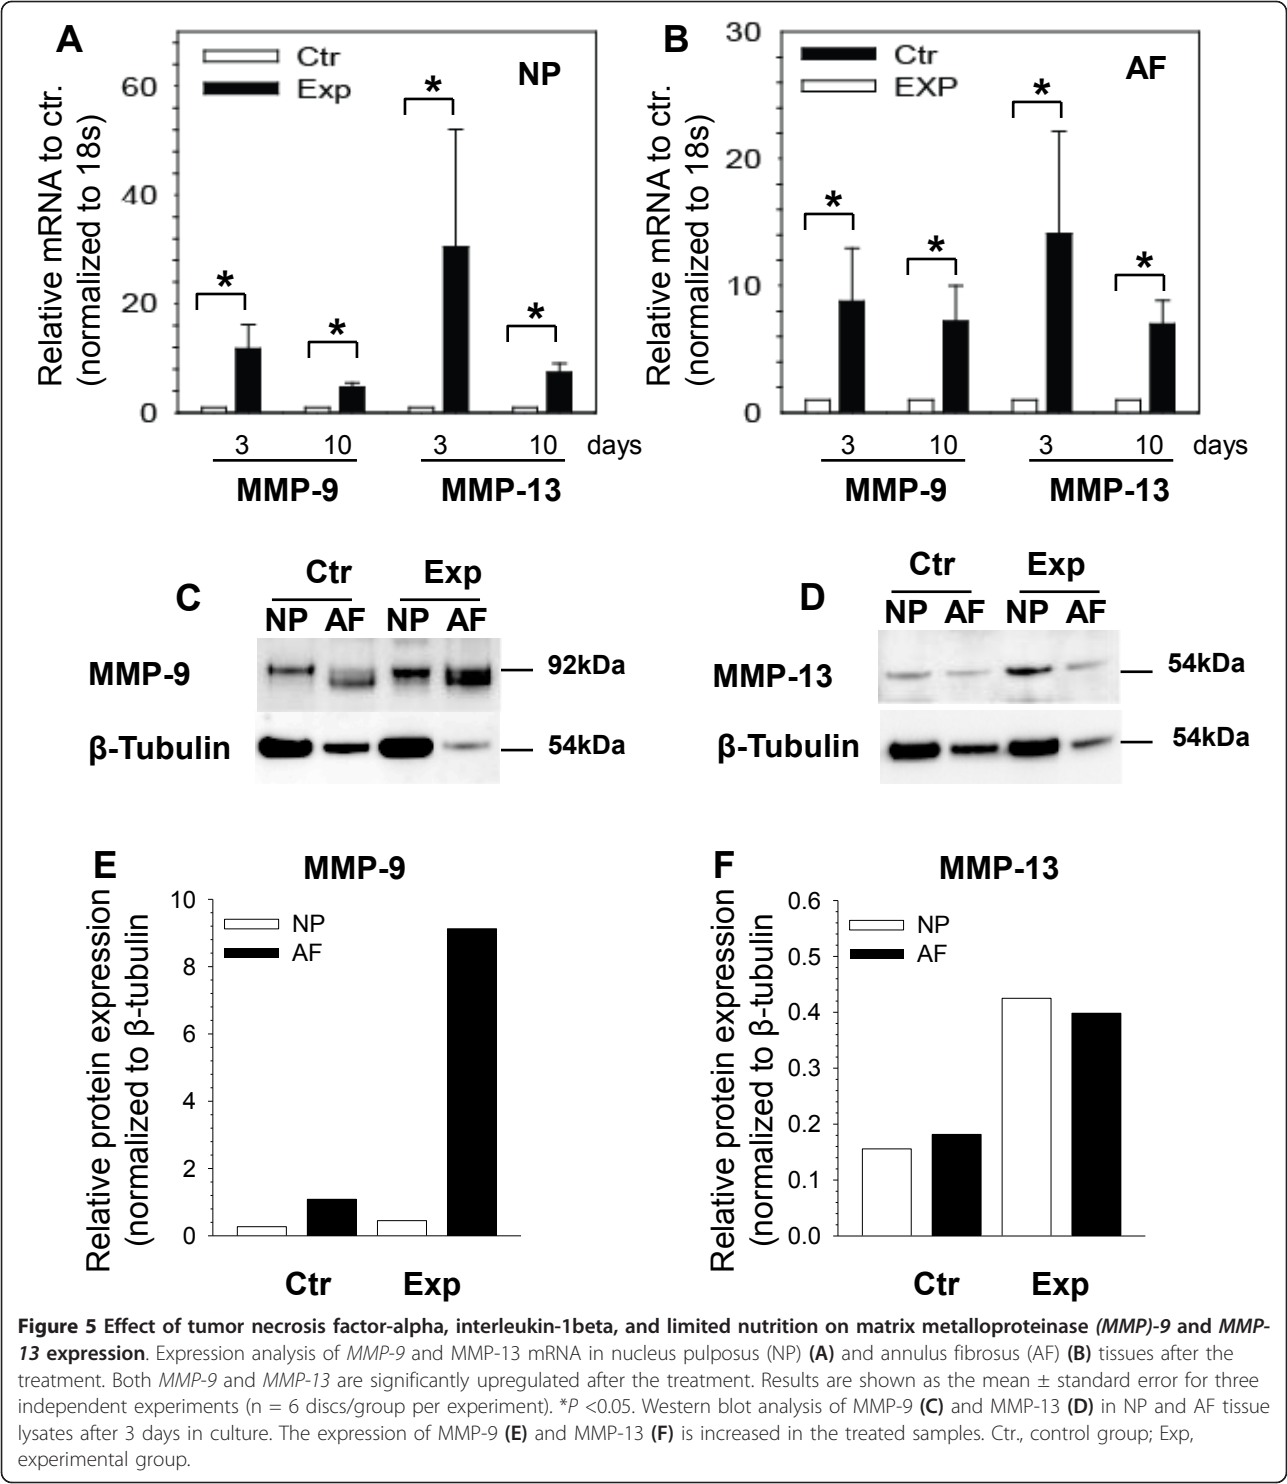 A
Relative mRNA to ctr.
(normalized to 18s)
Ctr
Exp
NP
60
40
20
0
*
*
*
*
3 10 3 10 days
MMP-9 MMP-13
B
Relative mRNA to ctr.
(normalized to 18s)
Ctr
EXP
AF
30
20
10
0
*
*
*
*
3 10 3 10 days
MMP-9 MMP-13
C
Ctr Exp
NP AF NP AF
MMP-9 92kDa
β-Tubulin 54kDa
D
Ctr Exp
NP AF NP AF
MMP-13 54kDa
β-Tubulin 54kDa
E
MMP-9
Relative protein expression
(normalized to β-tubulin
NP
AF
10
8
6
4
2
0
Ctr Exp
F
MMP-13
Relative protein expression
(normalized to β-tubulin
NP
AF
0.6
0.5
0.4
0.3
0.2
0.1
0.0
Ctr Exp
Figure 5 Effect of tumor necrosis factor-alpha, interleukin-1beta, and limited nutrition on matrix metalloproteinase (MMP)-9 and MMP-
13 expression. Expression analysis of MMP-9 and MMP-13 mRNA in nucleus pulposus (NP) (A) and annulus fibrosus (AF) (B) tissues after the
treatment. Both MMP-9 and MMP-13 are significantly upregulated after the treatment. Results are shown as the mean ± standard error for three
independent experiments (n = 6 discs/group per experiment). *P <0.05. Western blot analysis of MMP-9 (C) and MMP-13 (D) in NP and AF tissue
lysates after 3 days in culture. The expression of MMP-9 (E) and MMP-13 (F) is increased in the treated samples. Ctr., control group; Exp,
experimental group.